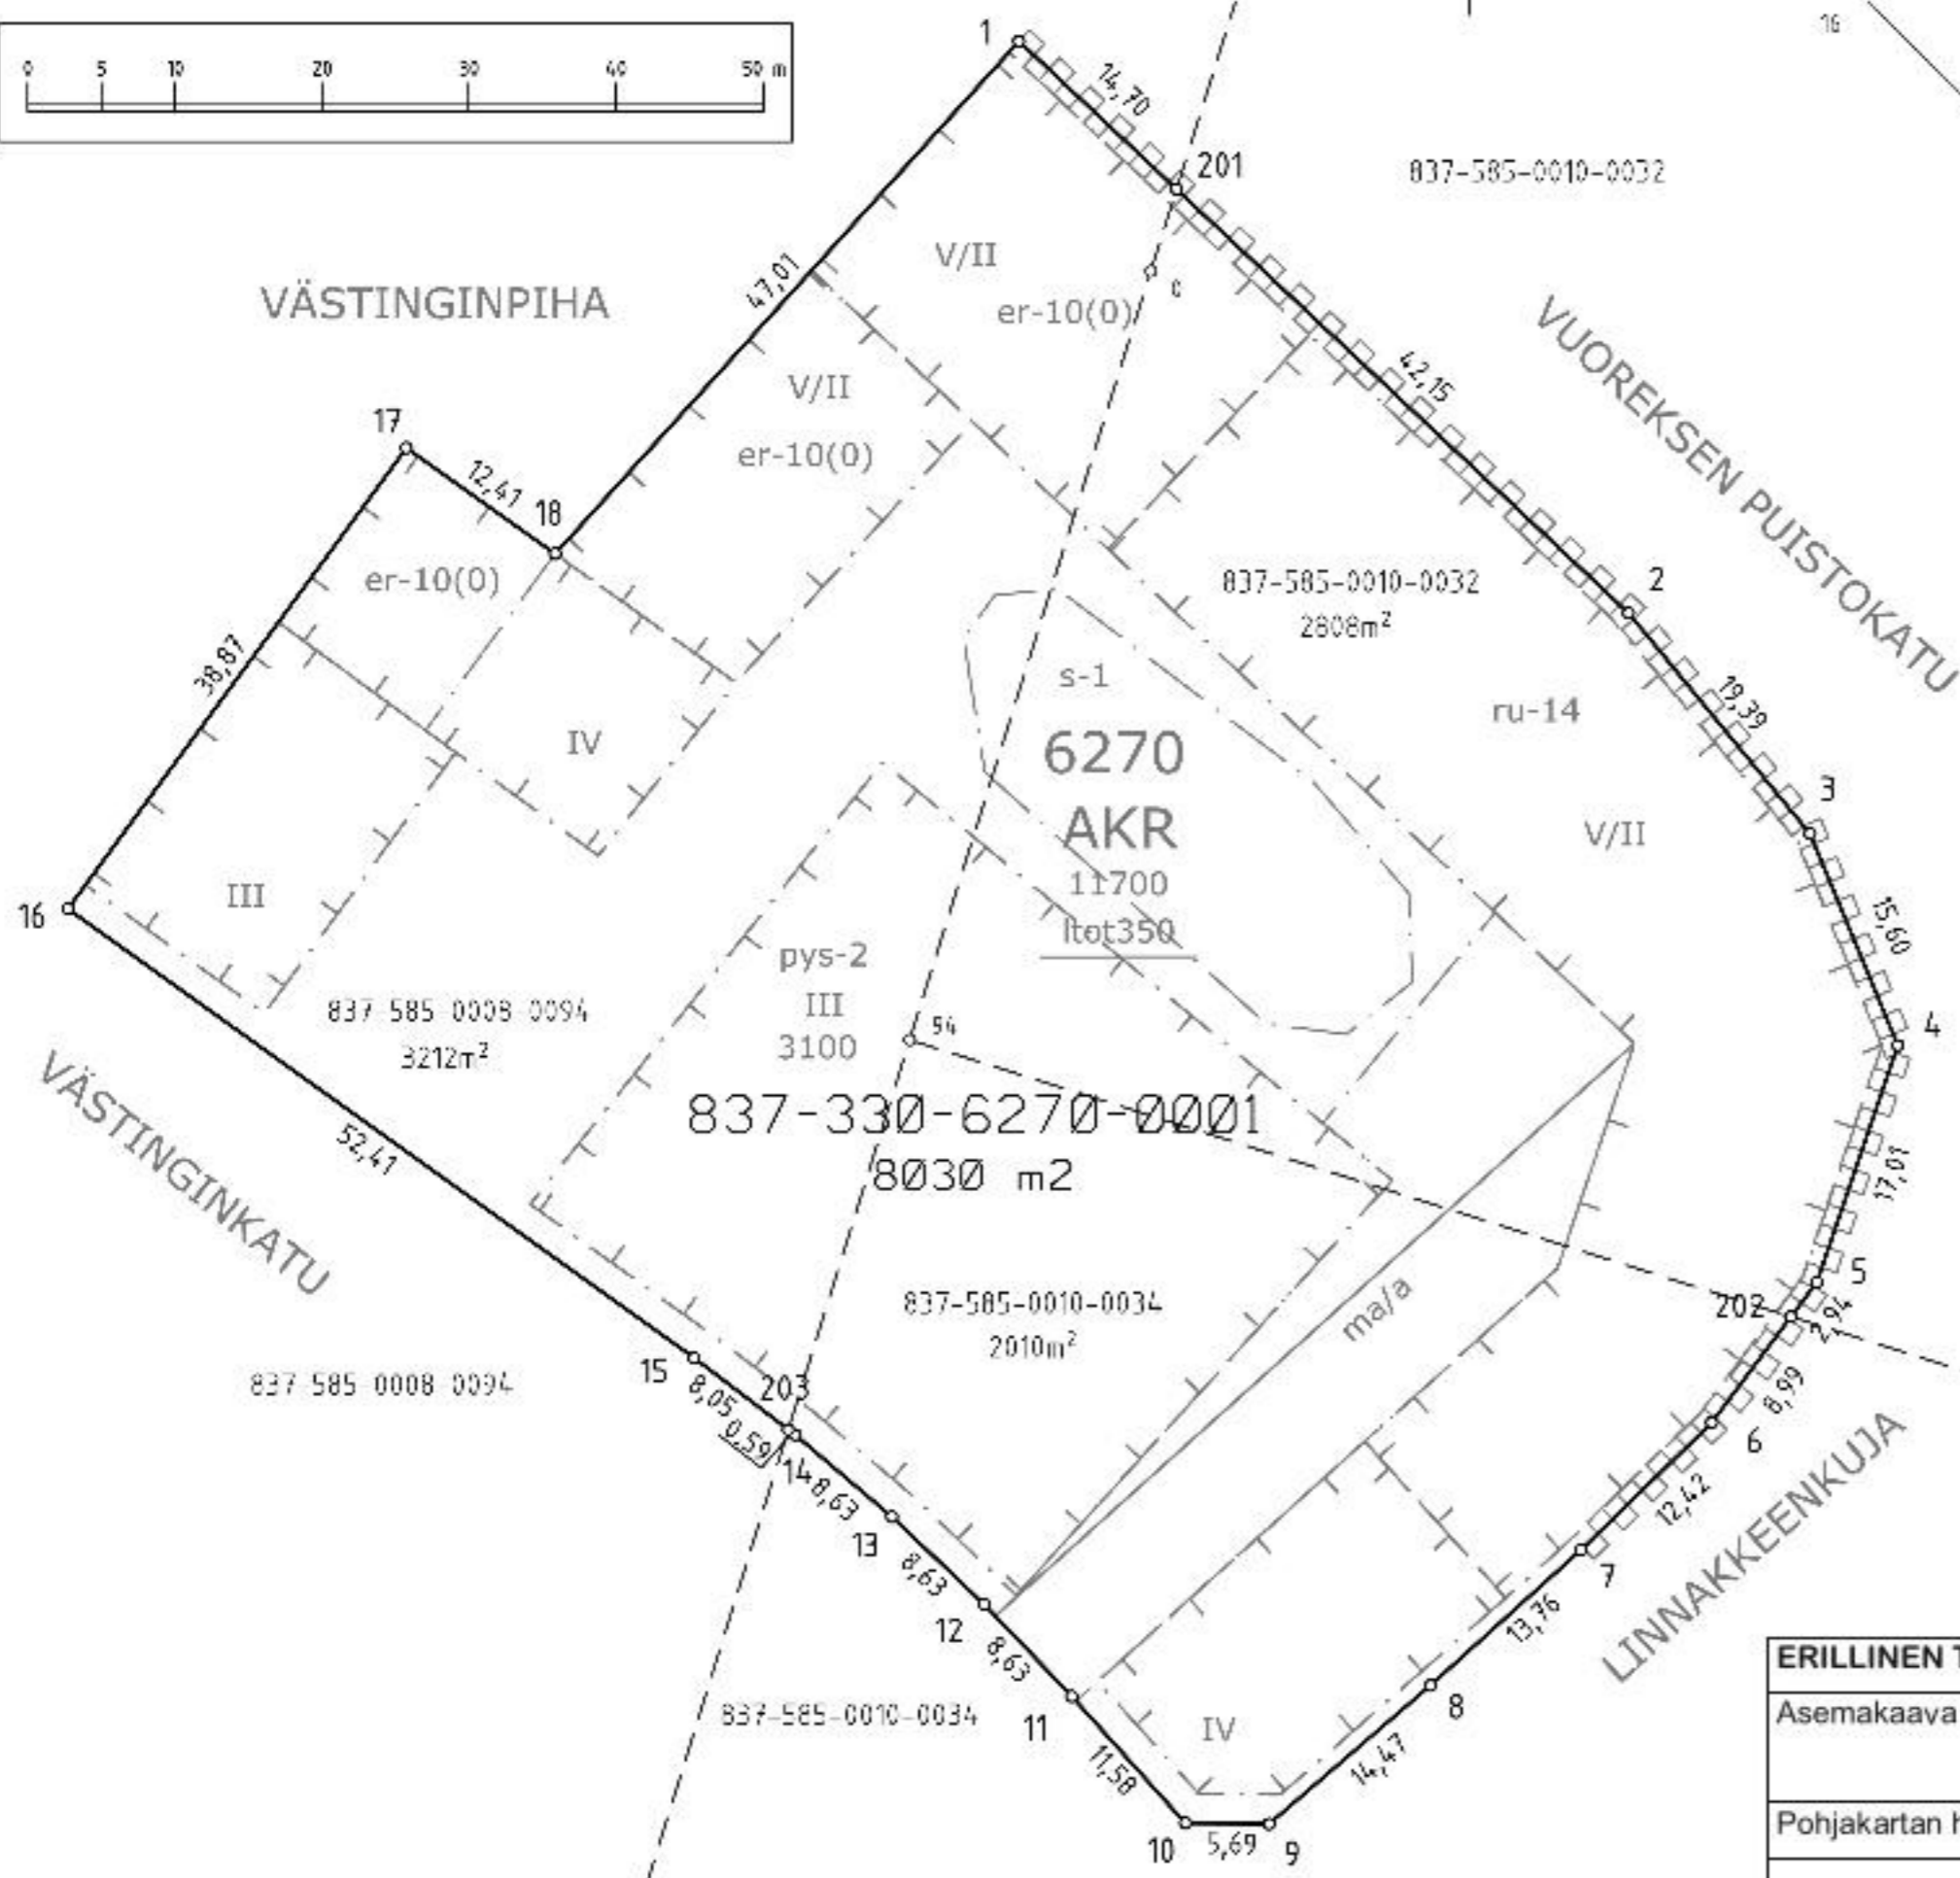 0 5 10 20 30 40 50 m
1
16
14,70
201
837-585-0010-0032
V/II
VÄSTINGINPIHA
47,01
er-10(0)
0
VUOREKSEN PUISTOKATU
42,15
V/II
17
er-10(0)
12,41
18
er-10(0)
837-585-0010-0032
2808m²
2
38,87
s-1
19,39
ru-14
IV
6270
AKR
11700
ltot350
3
V/II
III
16
15,60
pys-2
III
3100
837-585-0008-0094
3212m²
94
4
VÄSTINGINKATU
52,41
837-330-6270-0001
8030 m2
17,01
5
202
2,94
837-585-0010-0034
2010m²
ma/a
15
8,05
203
0,59
837-585-0008-0094
8,99
6
14
8,63
LINNAKKEENKUJA
12,42
13
8,63
7
12
13,76
8,63
ERILLINEN T
8
11
837-585-0010-0034
IV
Asemakaava
11,58
14,47
10
5,69
9
Pohjakartan h